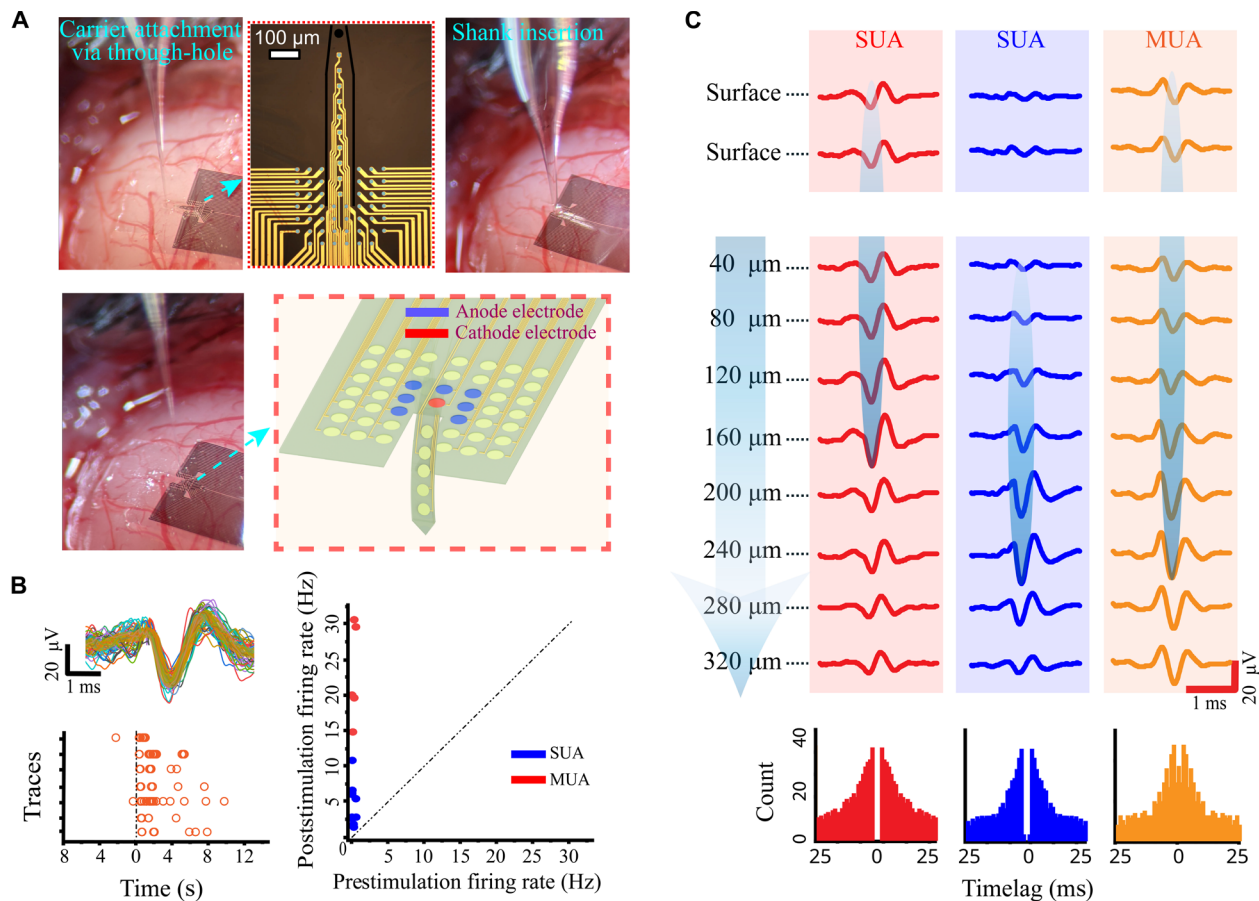 A
Carrier attachment
via through-hole
100 μm
Shank insertion
Anode electrode
Cathode electrode
B
20 μV
1 ms
Traces
8 4 0 4 8 12
Time (s)
Poststimulation firing rate (Hz)
30
25
20
15
10
5
0 5 10 15 20 25 30
Prestimulation firing rate (Hz)
SUA
MUA
C
SUA SUA MUA
Surface
Surface
40 μm
80 μm
120 μm
160 μm
200 μm
240 μm
280 μm
320 μm
20 μV
1 ms
Count
40
20
0
25 0 25
25 0 25
25 0 25
Timelag (ms)